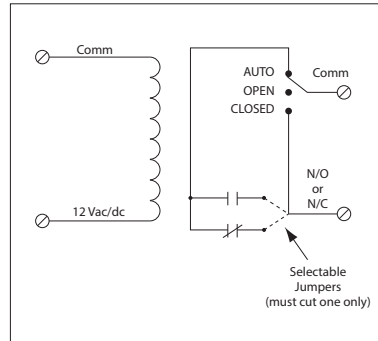 Comm
12 Vac/dc
AUTO
OPEN
CLOSED
Comm
N/O
or
N/C
Selectable
Jumpers
(must cut one only)